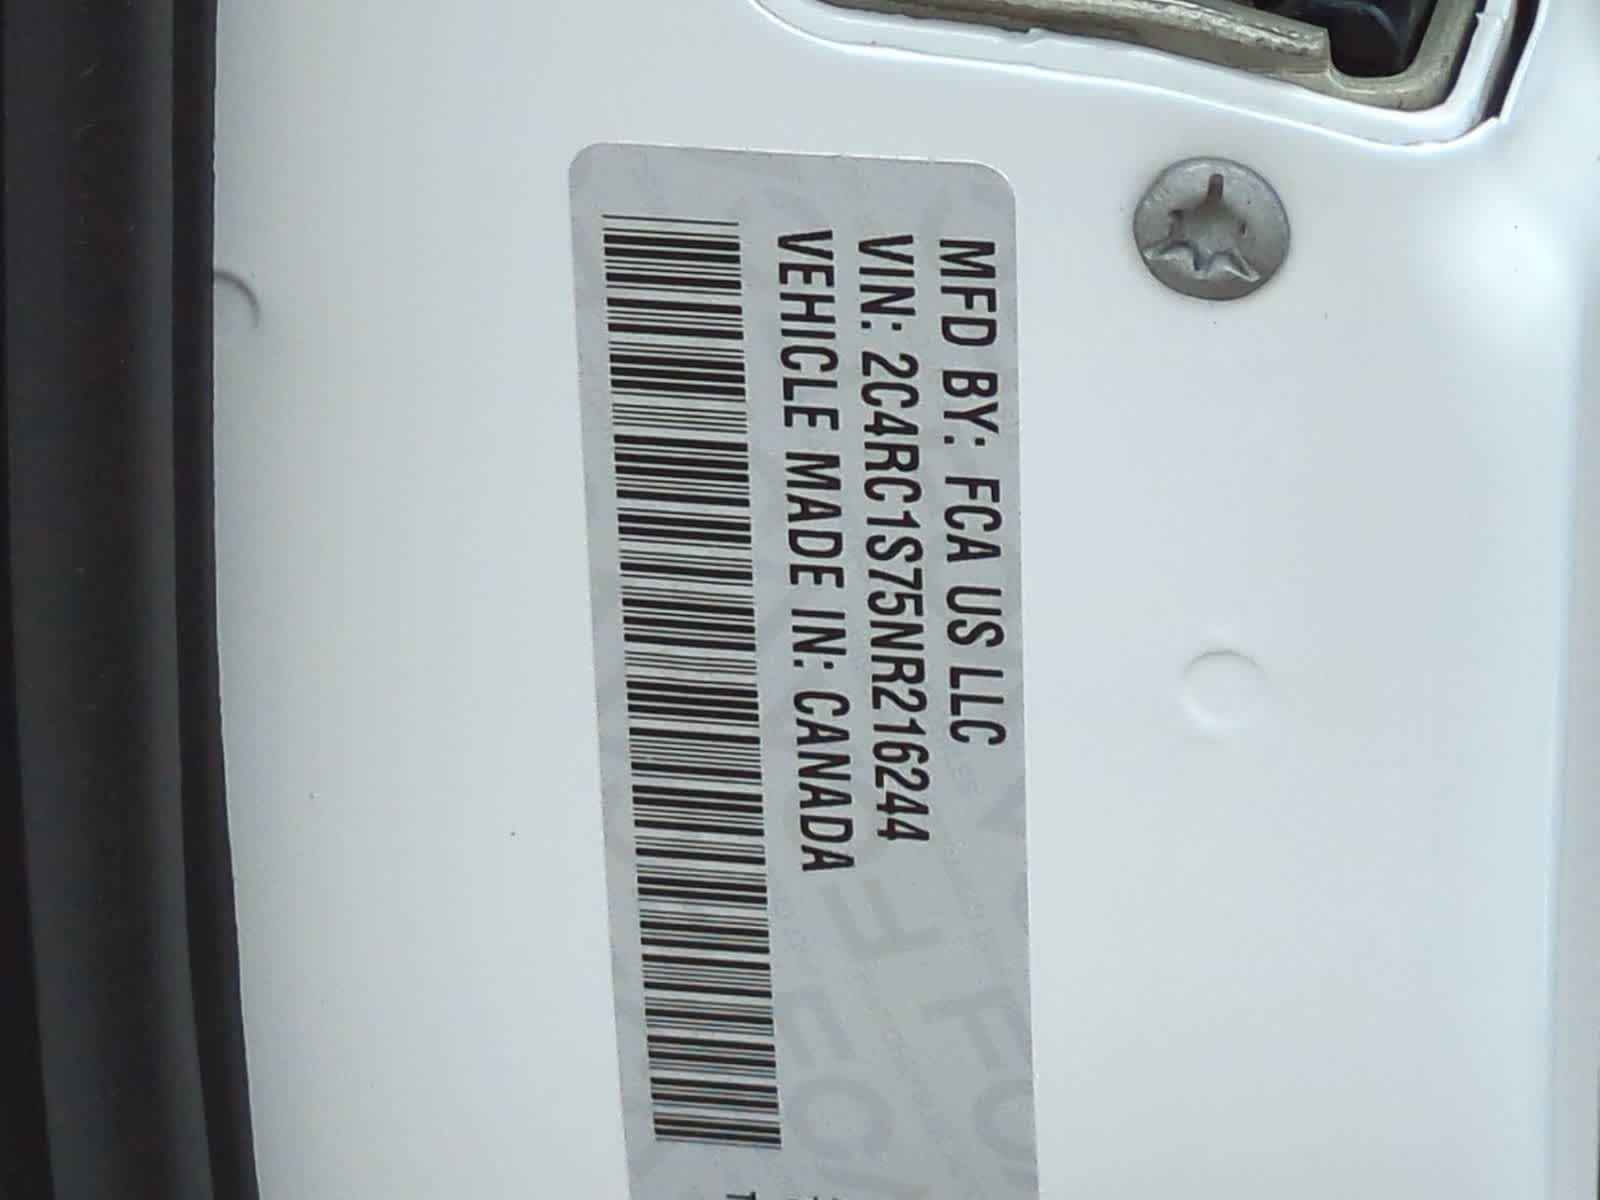 MFD BY: FCA US LLC
VIN: 2C4RC1S75NR216244
VEHICLE MADE IN: CANADA